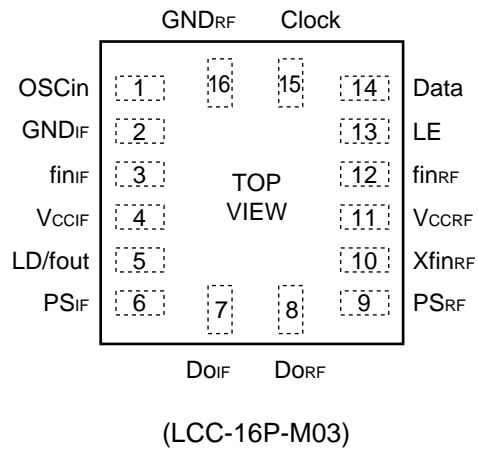 GNDRF Clock
16 15
OSCin 1 14 Data
GNDIF 2 13 LE
finIF 3 12 finRF
VCCIF 4 11 VCCRF
LD/fout 5 10 XfinRF
PSIF 6 9 PSRF
TOP
VIEW
7 8
DoIF DoRF
(LCC-16P-M03)